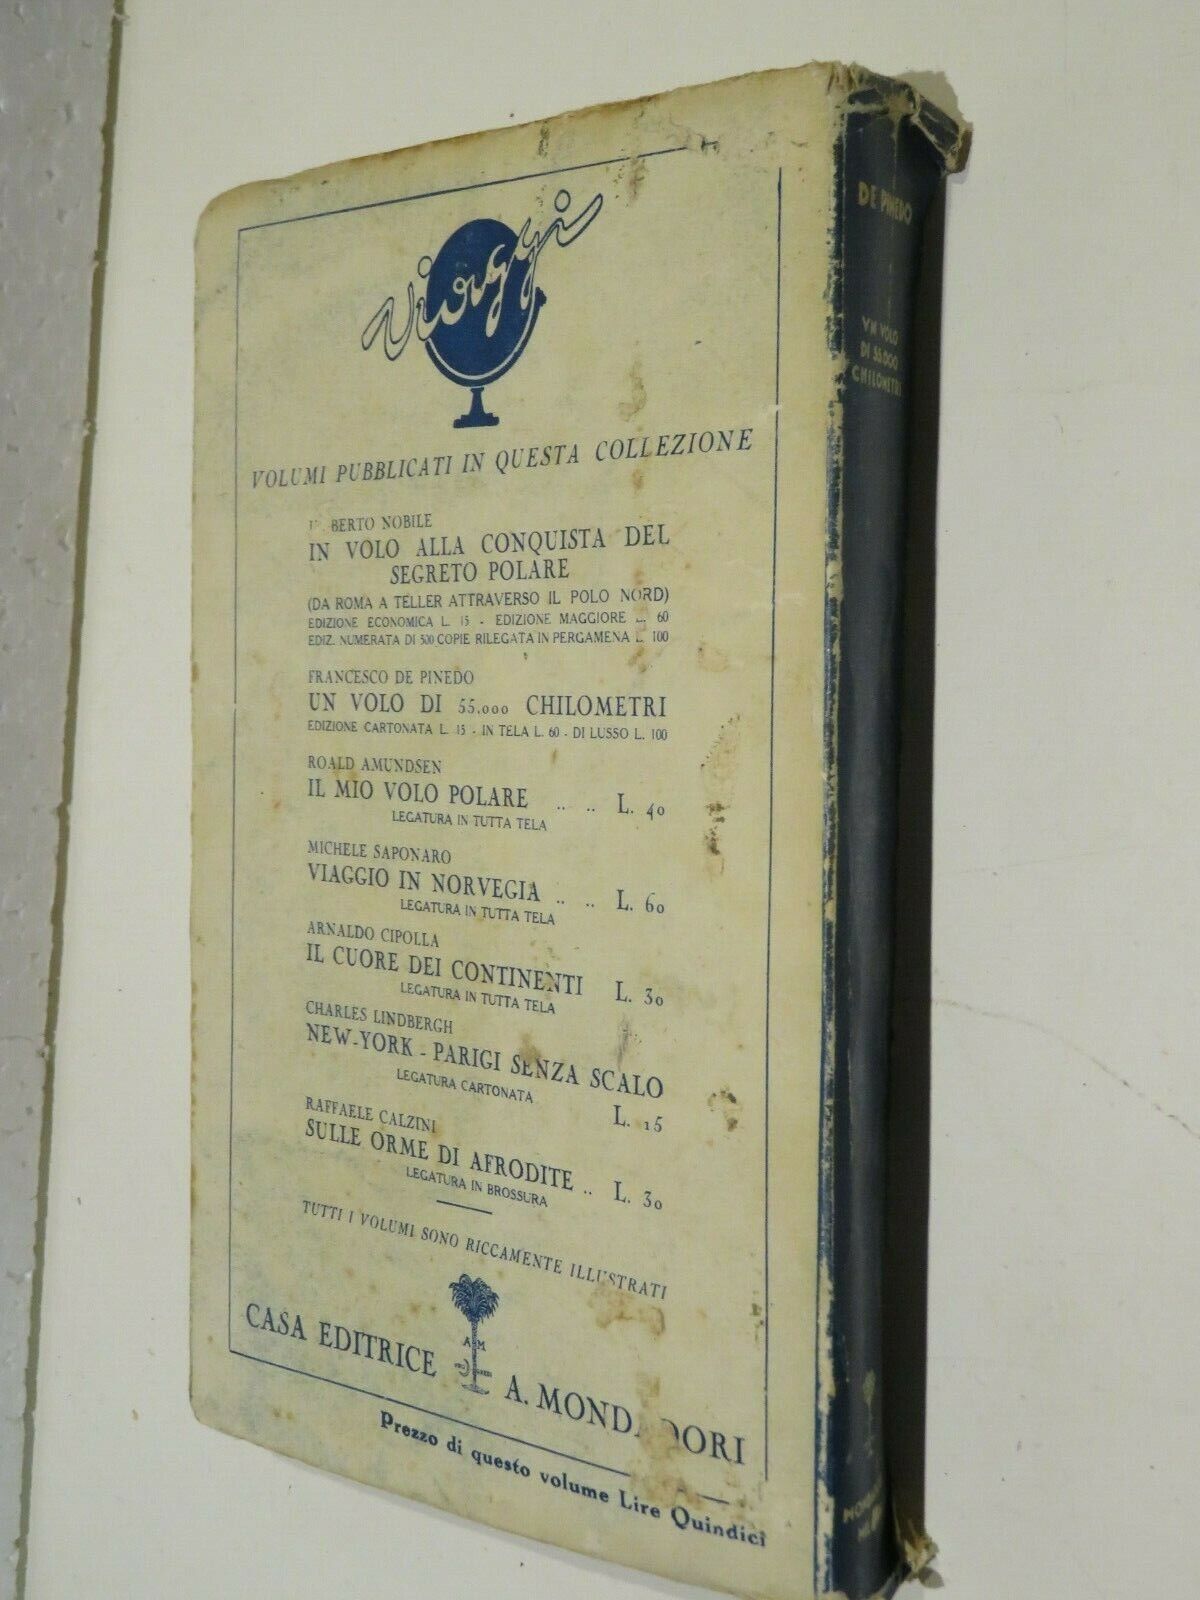 Viaggi
VOLUMI PUBBLICATI IN QUESTA COLLEZIONE
BERTO NOBILE
IN VOLO ALLA CONQUISTA DEL
SEGRETO POLARE
(DA ROMA A TELLER ATTRAVERSO IL POLO NORD)
EDIZIONE ECONOMICA L. 15 - EDIZIONE MAGGIORE L. 60
EDIZ. NUMERATA DI 500 COPIE RILEGATA IN PERGAMENA L. 100
FRANCESCO DE PINEDO
UN VOLO DI 55.000 CHILOMETRI
EDIZIONE CARTONATA L. 15 - IN TELA L. 60 - DI LUSSO L. 100
ROALD AMUNDSEN
IL MIO VOLO POLARE .. .. L. 40
LEGATURA IN TUTTA TELA
MICHELE SAPONARO
VIAGGIO IN NORVEGIA .. .. L. 60
LEGATURA IN TUTTA TELA
ARNALDO CIPOLLA
IL CUORE DEI CONTINENTI L. 30
LEGATURA IN TUTTA TELA
CHARLES LINDBERGH
NEW-YORK - PARIGI SENZA SCALO
LEGATURA CARTONATA L. 15
RAFFAELE CALZINI
SULLE ORME DI AFRODITE .. L. 30
LEGATURA IN BROSSURA
TUTTI I VOLUMI SONO RICCAMENTE ILLUSTRATI
A M
CASA EDITRICE A. MONDADORI
Prezzo di questo volume Lire Quindici
DE PINEDO
VN VOLO
DI 55.000
CHILOMETRI